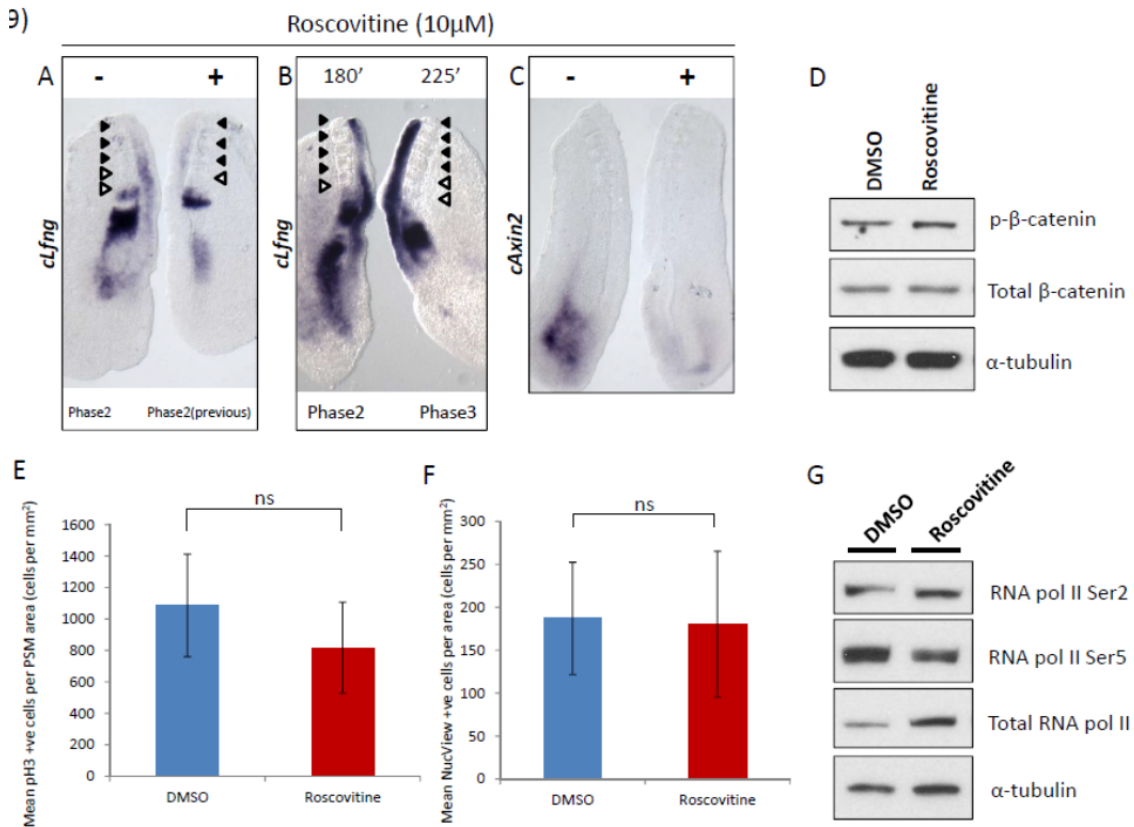 9)
Roscovitine (10µM)
A
-
+
cLfng
Phase2
Phase2(previous)
B
180’
225’
cLfng
Phase2
Phase3
C
-
+
cAxin2
D
DMSO
Roscovitine
p-β-catenin
Total β-catenin
α-tubulin
E
Mean pH3 +ve cells per PSM area (cells per mm²)
ns
1600
1400
1200
1000
800
600
400
200
0
DMSO
Roscovitine
F
Mean NucView +ve cells per area (cells per mm²)
ns
300
250
200
150
100
50
0
DMSO
Roscovitine
G
DMSO
Roscovitine
RNA pol II Ser2
RNA pol II Ser5
Total RNA pol II
α-tubulin